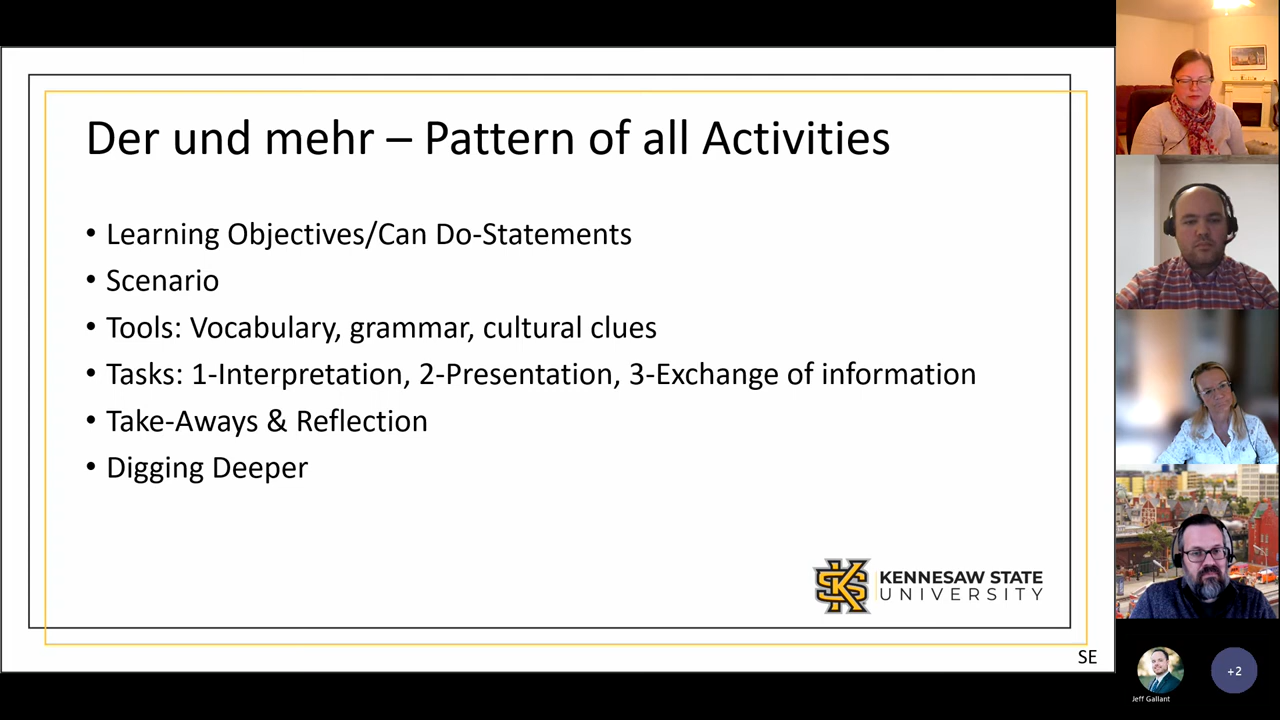 Der und mehr – Pattern of all Activities
• Learning Objectives/Can Do-Statements
• Scenario
• Tools: Vocabulary, grammar, cultural clues
• Tasks: 1-Interpretation, 2-Presentation, 3-Exchange of information
• Take-Aways & Reflection
• Digging Deeper
KS
KENNESAW STATE
UNIVERSITY
SE
Jeff Gallant
+2